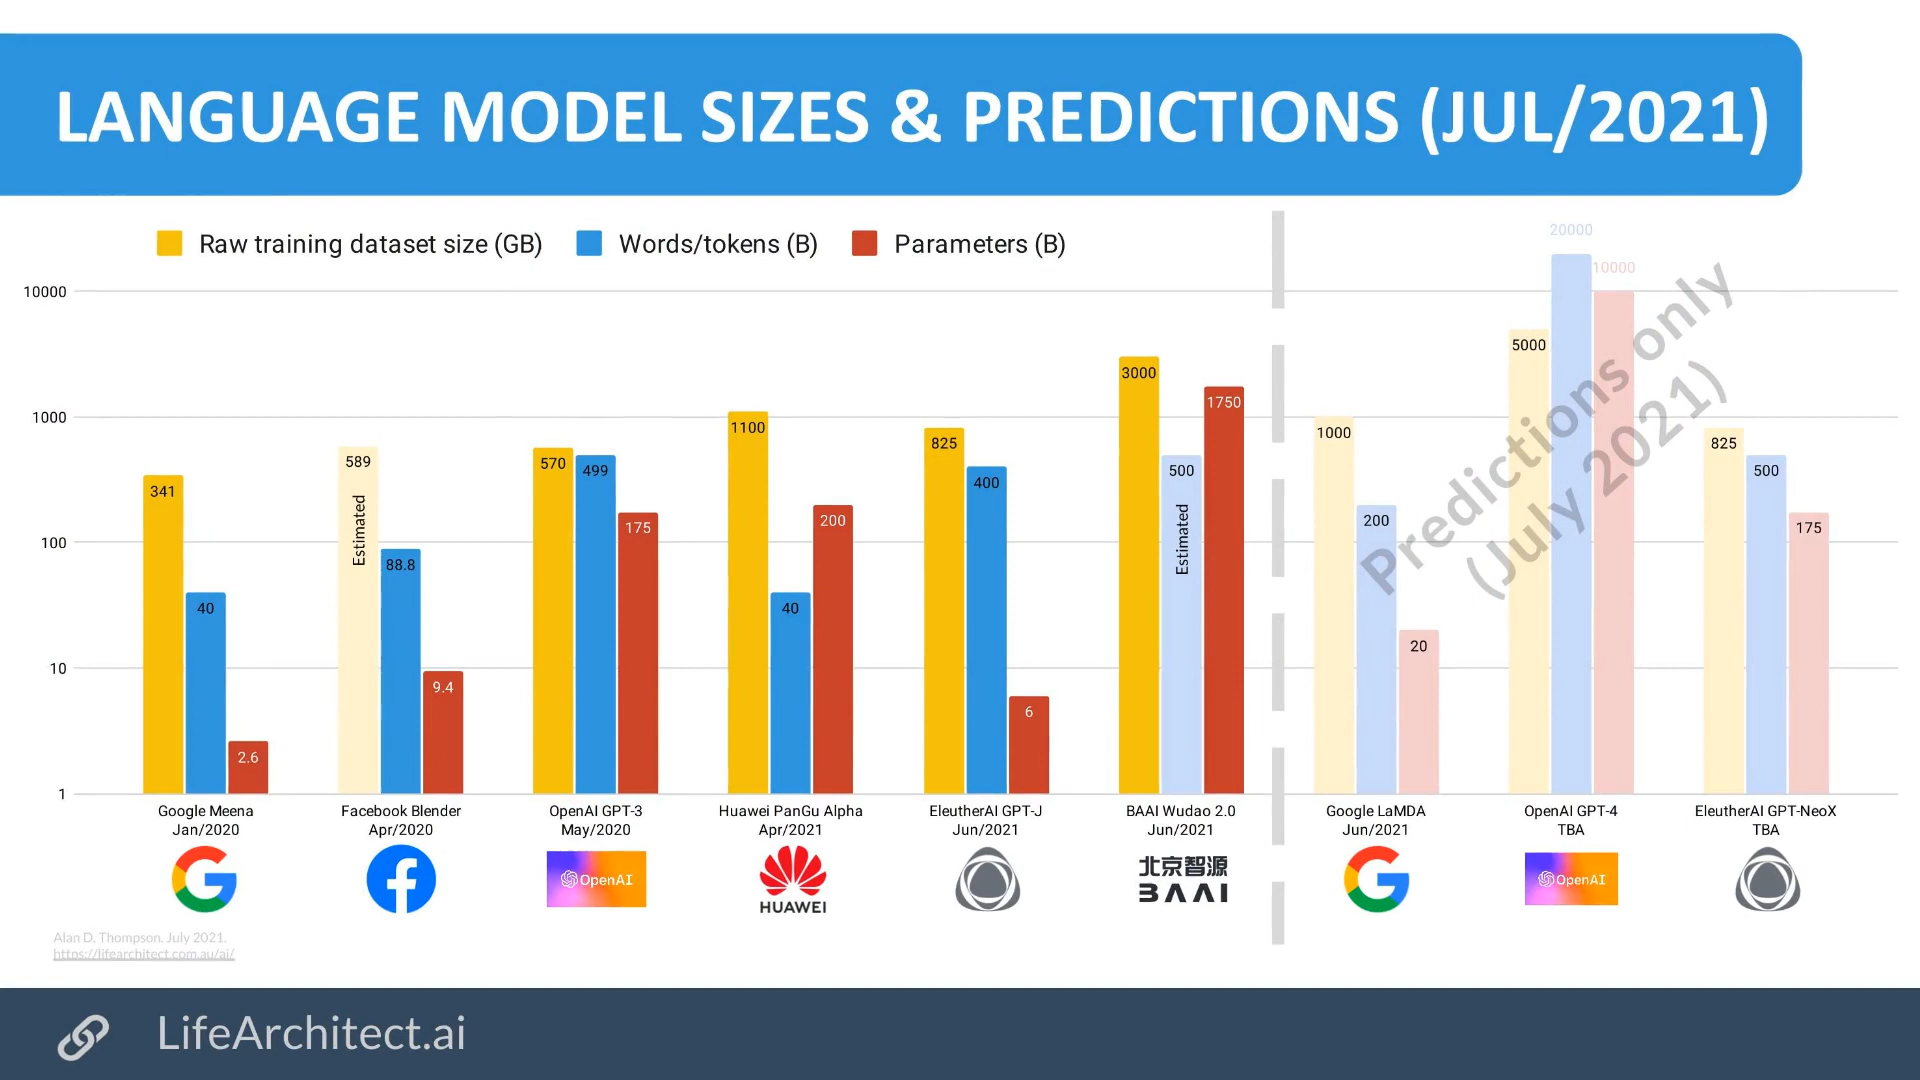 LANGUAGE MODEL SIZES & PREDICTIONS (JUL/2021)
Raw training dataset size (GB)
Words/tokens (B)
Parameters (B)
10000
1000
100
10
1
341
40
2.6
589
Estimated
88.8
9.4
570
499
175
1100
40
200
825
400
6
3000
500
Estimated
1750
1000
200
20
5000
20000
10000
825
500
175
Predictions only
(July 2021)
Google Meena
Jan/2020
Facebook Blender
Apr/2020
OpenAI GPT-3
May/2020
Huawei PanGu Alpha
Apr/2021
EleutherAI GPT-J
Jun/2021
BAAI Wudao 2.0
Jun/2021
Google LaMDA
Jun/2021
OpenAI GPT-4
TBA
EleutherAI GPT-NeoX
TBA
OpenAI
HUAWEI
北京智源
BAAI
OpenAI
Alan D. Thompson. July 2021.
https://lifearchitect.com.au/ai/
LifeArchitect.ai